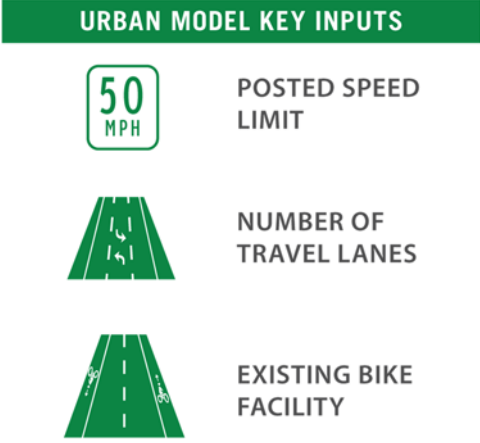 URBAN MODEL KEY INPUTS
50
MPH
POSTED SPEED
LIMIT
NUMBER OF
TRAVEL LANES
EXISTING BIKE
FACILITY